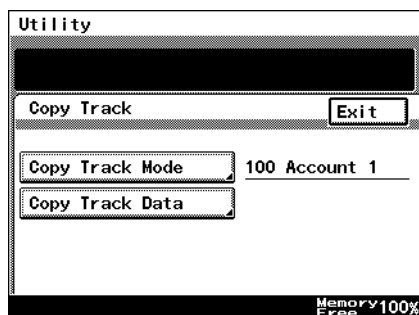 Utility
Copy Track
Exit
Copy Track Mode
100 Account 1
Copy Track Data
Memory
Free 100%